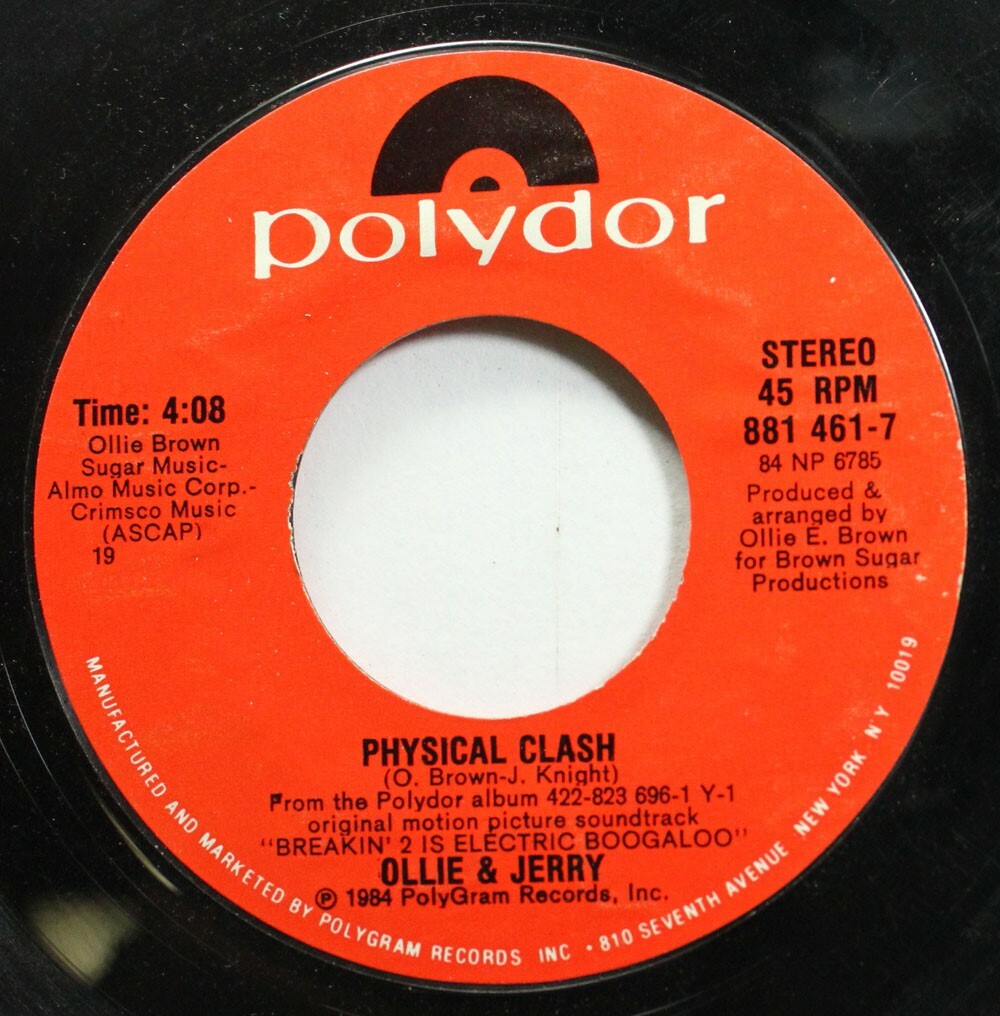 polydor
Time: 4:08
Ollie Brown
Sugar Music-
Almo Music Corp.-
Crimsco Music
(ASCAP)
19
STEREO
45 RPM
881 461-7
84 NP 6785
Produced &
arranged by
Ollie E. Brown
for Brown Sugar
Productions
PHYSICAL CLASH
(O. Brown-J. Knight)
From the Polydor album 422-823 696-1 Y-1
original motion picture soundtrack
"BREAKIN' 2 IS ELECTRIC BOOGALOO"
OLLIE & JERRY
℗ 1984 PolyGram Records, Inc.
MANUFACTURED AND MARKETED BY POLYGRAM RECORDS INC • 810 SEVENTH AVENUE NEW YORK N Y 10019